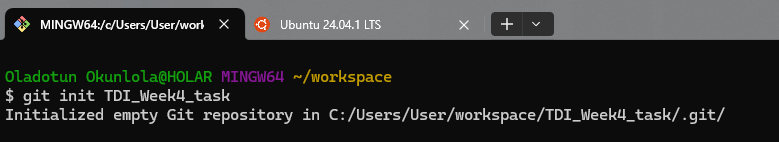 MINGW64:/c/Users/User/work
Ubuntu 24.04.1 LTS
Oladotun Okunlola@HOLAR MINGW64 ~/workspace
$ git init TDI_Week4_task
Initialized empty Git repository in C:/Users/User/workspace/TDI_Week4_task/.git/